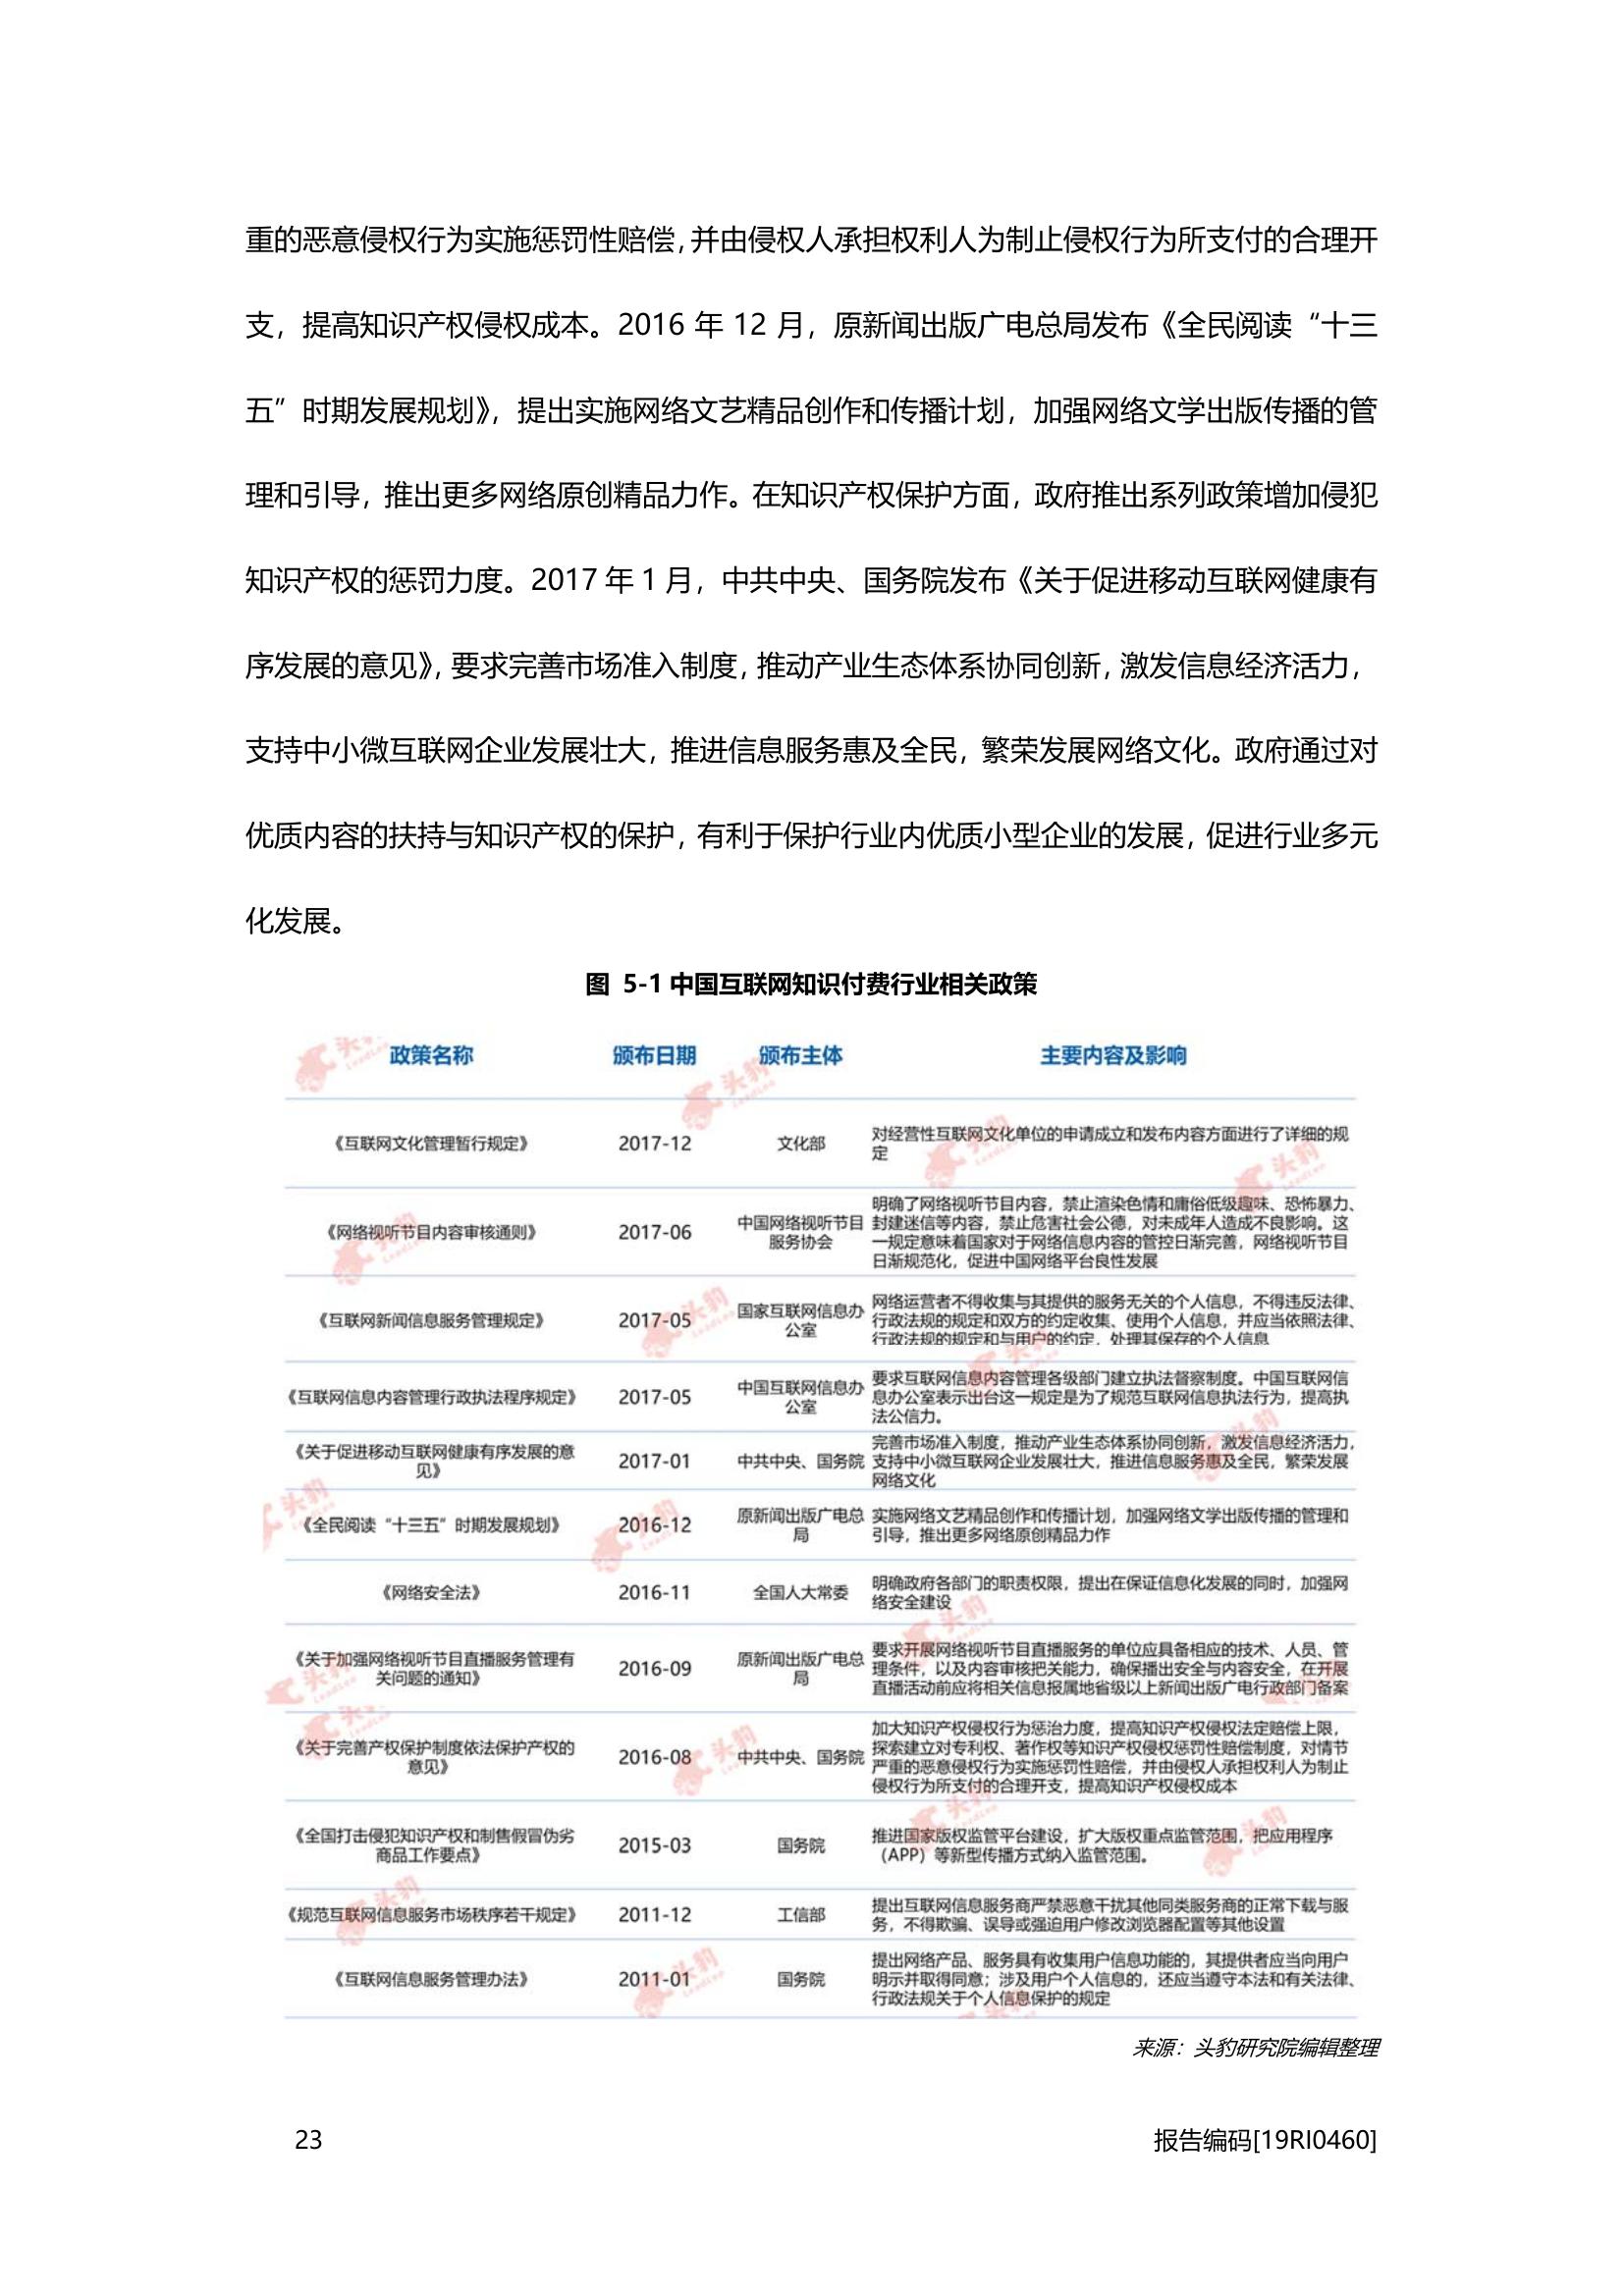 重的恶意侵权行为实施惩罚性赔偿，并由侵权人承担权利人为制止侵权行为所支付的合理开
支，提高知识产权侵权成本。2016 年 12 月，原新闻出版广电总局发布《全民阅读“十三
五”时期发展规划》，提出实施网络文艺精品创作和传播计划，加强网络文学出版传播的管
理和引导，推出更多网络原创精品力作。在知识产权保护方面，政府推出系列政策增加侵犯
知识产权的惩罚力度。2017 年 1 月，中共中央、国务院发布《关于促进移动互联网健康有
序发展的意见》，要求完善市场准入制度，推动产业生态体系协同创新，激发信息经济活力，
支持中小微互联网企业发展壮大，推进信息服务惠及全民，繁荣发展网络文化。政府通过对
优质内容的扶持与知识产权的保护，有利于保护行业内优质小型企业的发展，促进行业多元
化发展。
图 5-1 中国互联网知识付费行业相关政策
政策名称 颁布日期 颁布主体 主要内容及影响
《互联网文化管理暂行规定》 2017-12 文化部
对经营性互联网文化单位的申请成立和发布内容方面进行了详细的规
定
《网络视听节目内容审核通则》 2017-06
中国网络视听节目
服务协会
明确了网络视听节目内容，禁止渲染色情和庸俗低级趣味、恐怖暴力、
封建迷信等内容，禁止危害社会公德，对未成年人造成不良影响。这
一规定意味着国家对于网络信息内容的管控日渐完善，网络视听节目
日渐规范化，促进中国网络平台良性发展
《互联网新闻信息服务管理规定》 2017-05
国家互联网信息办
公室
网络运营者不得收集与其提供的服务无关的个人信息，不得违反法律、
行政法规的规定和双方的约定收集、使用个人信息，并应当依照法律、
行政法规的规定和与用户的约定，处理其保存的个人信息
《互联网信息内容管理行政执法程序规定》 2017-05
中国互联网信息办
公室
要求互联网信息内容管理各级部门建立执法督察制度。中国互联网信
息办公室表示出台这一规定是为了规范互联网信息执法行为，提高执
法公信力。
《关于促进移动互联网健康有序发展的意
见》
2017-01 中共中央、国务院
完善市场准入制度，推动产业生态体系协同创新，激发信息经济活力，
支持中小微互联网企业发展壮大，推进信息服务惠及全民，繁荣发展
网络文化
《全民阅读“十三五”时期发展规划》 2016-12
原新闻出版广电总
局
实施网络文艺精品创作和传播计划，加强网络文学出版传播的管理和
引导，推出更多网络原创精品力作
《网络安全法》 2016-11 全国人大常委
明确政府各部门的职责权限，提出在保证信息化发展的同时，加强网
络安全建设
《关于加强网络视听节目直播服务管理有
关问题的通知》
2016-09
原新闻出版广电总
局
要求开展网络视听节目直播服务的单位应具备相应的技术、人员、管
理条件，以及内容审核把关能力，确保播出安全与内容安全，在开展
直播活动前应将相关信息报属地省级以上新闻出版广电行政部门备案
《关于完善产权保护制度依法保护产权的
意见》
2016-08 中共中央、国务院
加大知识产权侵权行为惩治力度，提高知识产权侵权法定赔偿上限，
探索建立对专利权、著作权等知识产权侵权惩罚性赔偿制度，对情节
严重的恶意侵权行为实施惩罚性赔偿，并由侵权人承担权利人为制止
侵权行为所支付的合理开支，提高知识产权侵权成本
《全国打击侵犯知识产权和制售假冒伪劣
商品工作要点》
2015-03 国务院
推进国家版权监管平台建设，扩大版权重点监管范围，把应用程序
（APP）等新型传播方式纳入监管范围。
《规范互联网信息服务市场秩序若干规定》 2011-12 工信部
提出互联网信息服务商严禁恶意干扰其他同类服务商的正常下载与服
务，不得欺骗、误导或强迫用户修改浏览器配置等其他设置
《互联网信息服务管理办法》 2011-01 国务院
提出网络产品、服务具有收集用户信息功能的，其提供者应当向用户
明示并取得同意；涉及用户个人信息的，还应当遵守本法和有关法律、
行政法规关于个人信息保护的规定
来源：头豹研究院编辑整理
23 报告编码[19RI0460]